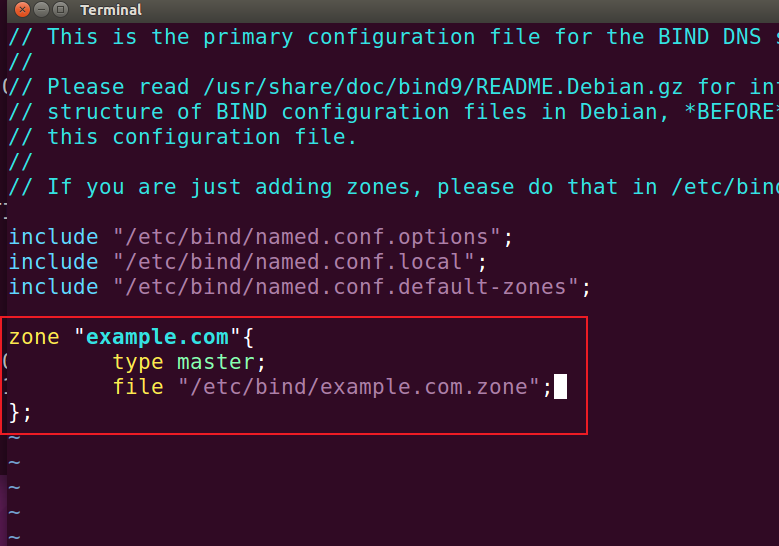 Terminal
// This is the primary configuration file for the BIND DNS
//
// Please read /usr/share/doc/bind9/README.Debian.gz for
// structure of BIND configuration files in Debian, *BEFORE*
// this configuration file.
//
// If you are just adding zones, please do that in /etc/bind
include "/etc/bind/named.conf.options";
include "/etc/bind/named.conf.local";
include "/etc/bind/named.conf.default-zones";
zone "example.com"{
type master;
file "/etc/bind/example.com.zone";
};
~
~
~
~
~